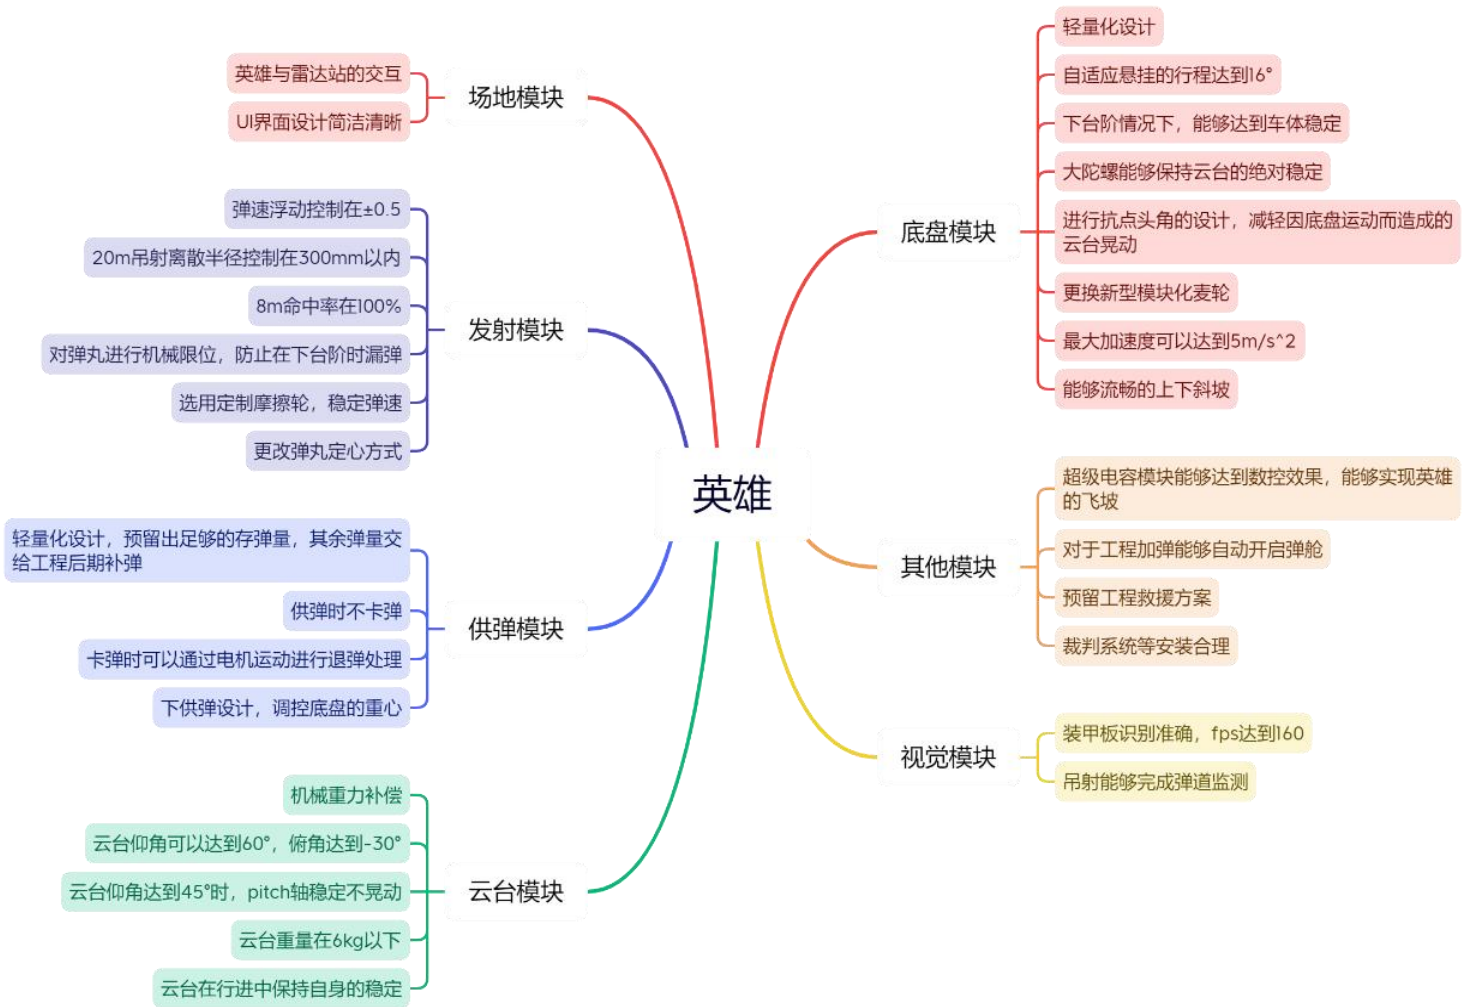 英雄
场地模块
英雄与雷达站的交互
UI界面设计简洁清晰
发射模块
弹速浮动控制在±0.5
20m吊射离散半径控制在300mm以内
8m命中率在100%
对弹丸进行机械限位，防止在下台阶时漏弹
选用定制摩擦轮，稳定弹速
更改弹丸定心方式
供弹模块
轻量化设计，预留出足够的存弹量，其余弹量交
给工程后期补弹
供弹时不卡弹
卡弹时可以通过电机运动进行退弹处理
下供弹设计，调控底盘的重心
云台模块
机械重力补偿
云台仰角可以达到60°，俯角达到-30°
云台仰角达到45°时，pitch轴稳定不晃动
云台重量在6kg以下
云台在行进中保持自身的稳定
底盘模块
轻量化设计
自适应悬挂的行程达到16°
下台阶情况下，能够达到车体稳定
大陀螺能够保持云台的绝对稳定
进行抗点头角的设计，减轻因底盘运动而造成的
云台晃动
更换新型模块化麦轮
最大加速度可以达到5m/s^2
能够流畅的上下斜坡
其他模块
超级电容模块能够达到数控效果，能够实现英雄
的飞坡
对于工程加弹能够自动开启弹舱
预留工程救援方案
裁判系统等安装合理
视觉模块
装甲板识别准确，fps达到160
吊射能够完成弹道监测